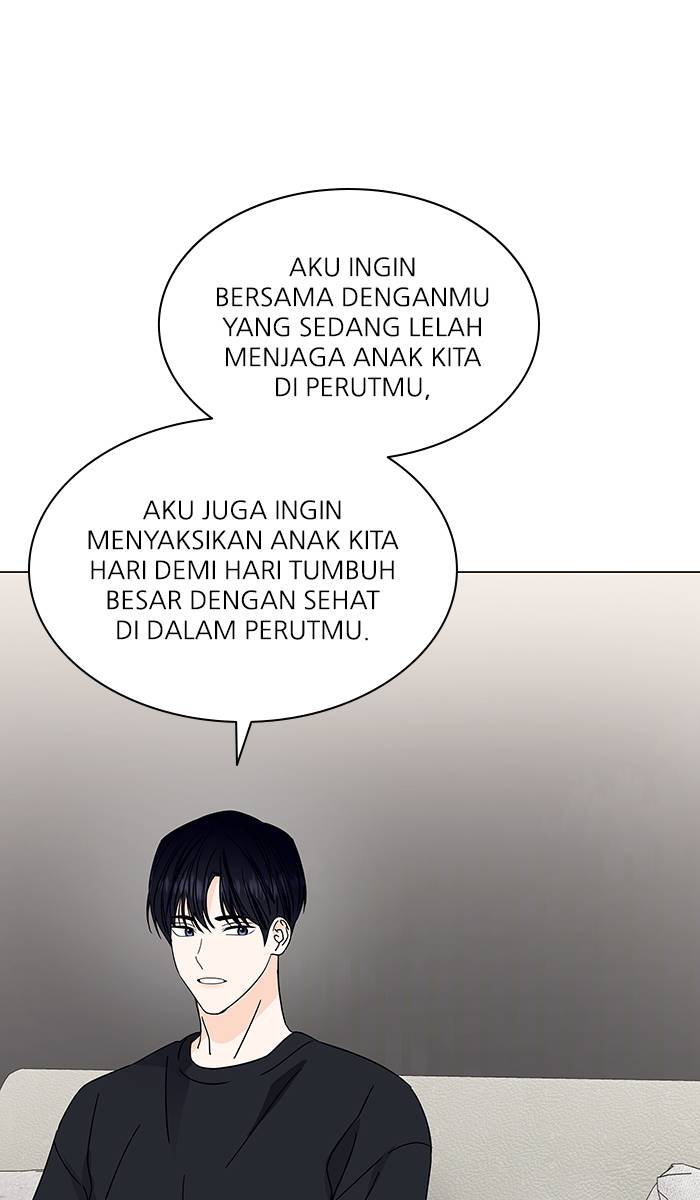 AKU INGIN
BERSAMA DENGANMU
YANG SEDANG LELAH
MENJAGA ANAK KITA
DI PERUTMU,
AKU JUGA INGIN
MENYAKSIKAN ANAK KITA
HARI DEMI HARI TUMBUH
BESAR DENGAN SEHAT
DI DALAM PERUTMU.